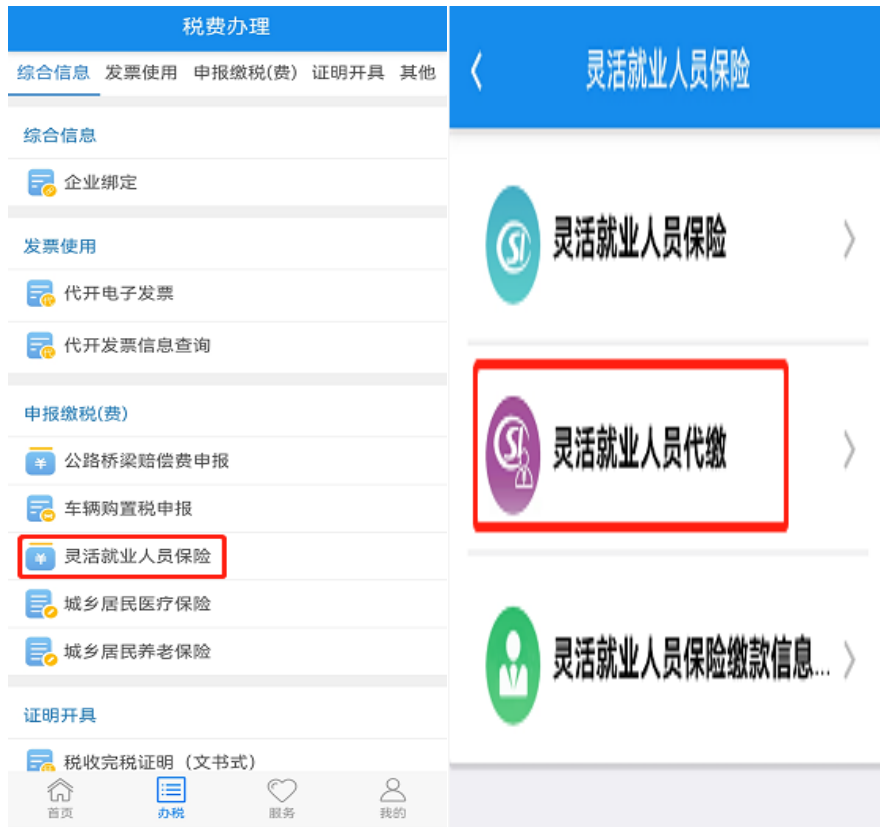 税费办理
综合信息 发票使用 申报缴税(费) 证明开具 其他
综合信息
企业绑定
发票使用
代开电子发票
代开发票信息查询
申报缴税(费)
公路桥梁赔偿费申报
车辆购置税申报
灵活就业人员保险
城乡居民医疗保险
城乡居民养老保险
证明开具
税收完税证明（文书式）
首页 办税 服务 我的
灵活就业人员保险
灵活就业人员保险
灵活就业人员代缴
灵活就业人员保险缴款信息...